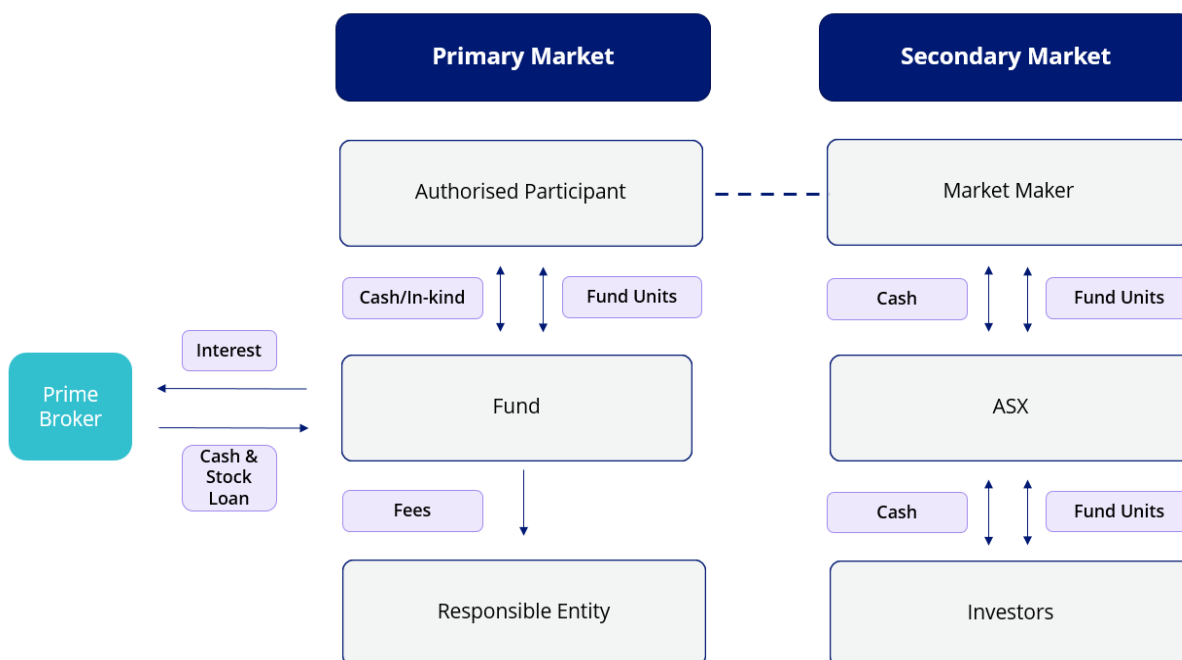 Primary Market
Secondary Market
Authorised Participant
Market Maker
Cash/In-kind
Fund Units
Cash
Fund Units
Interest
Prime
Broker
Fund
ASX
Cash &
Stock
Loan
Fees
Cash
Fund Units
Responsible Entity
Investors